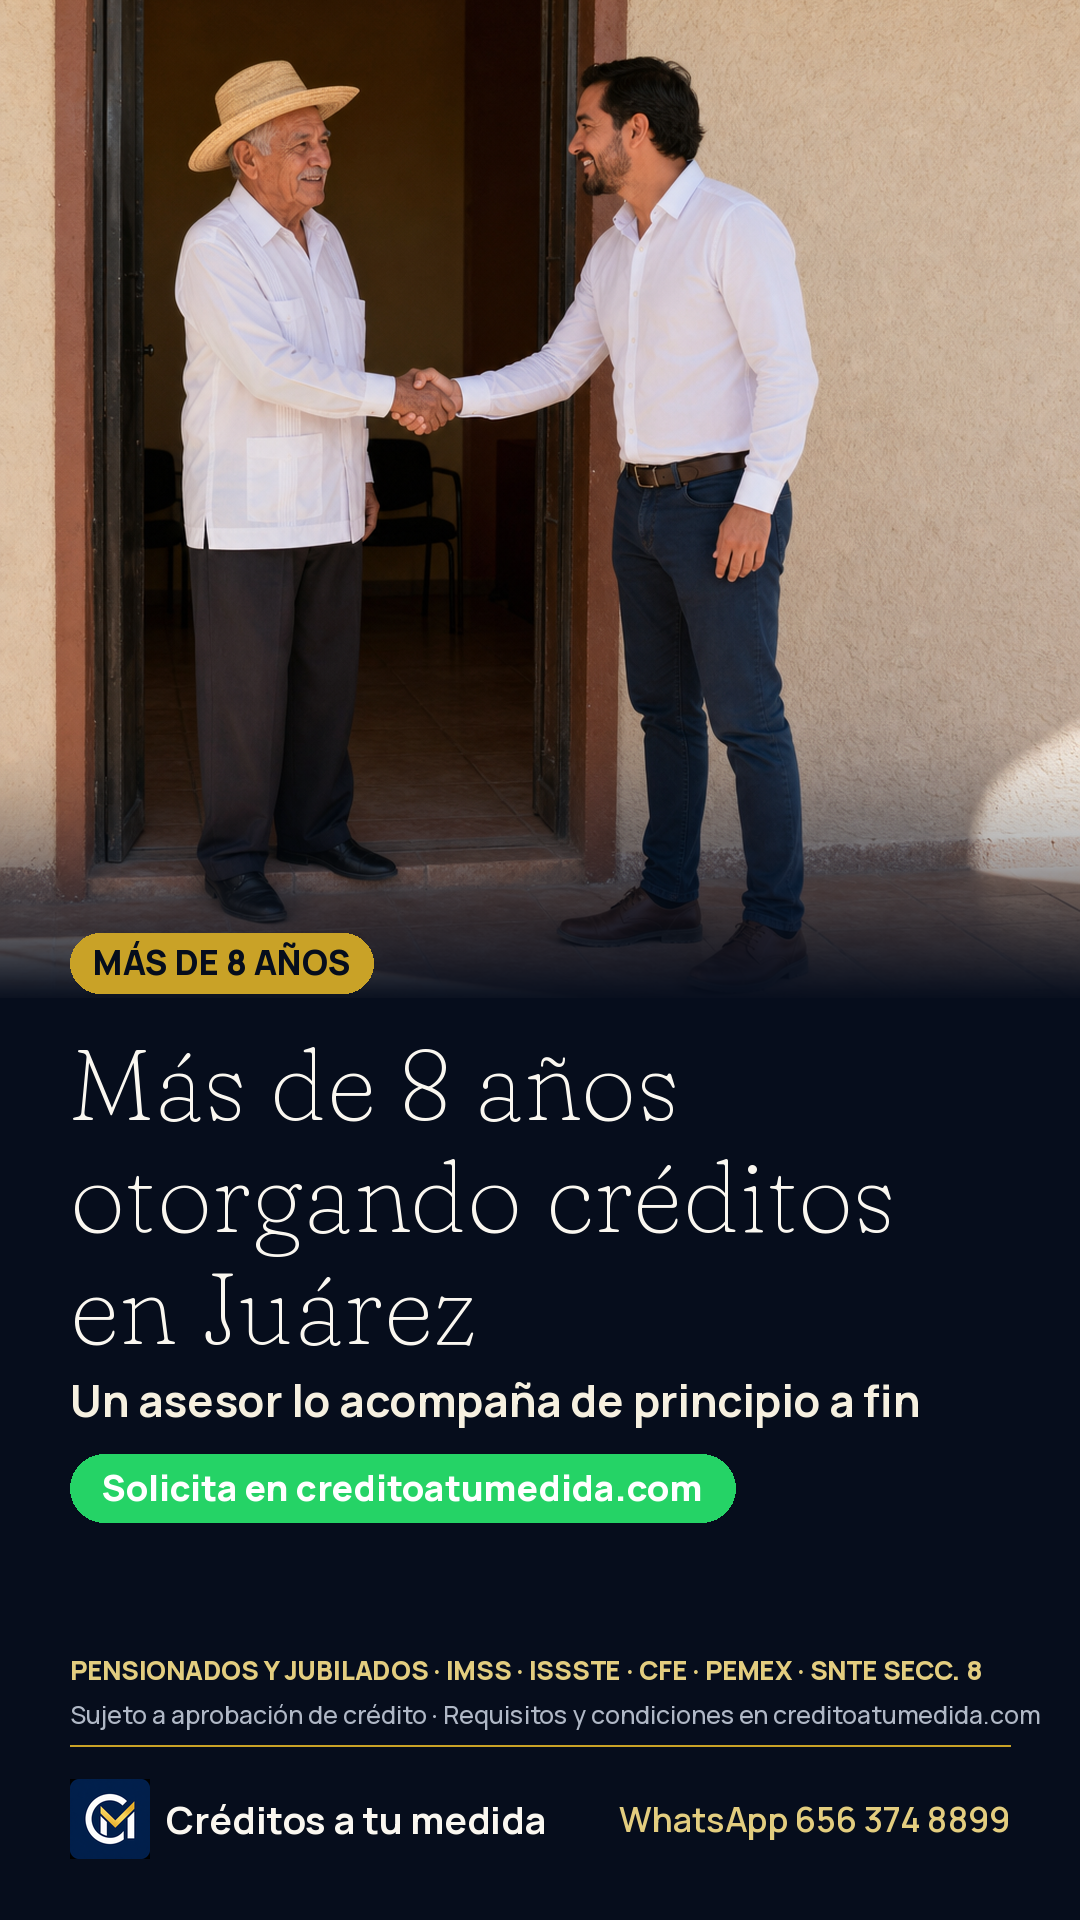 MÁS DE 8 AÑOS
Más de 8 años
otorgando créditos
en Juárez
Un asesor lo acompaña de principio a fin
Solicita en creditoatumedida.com
PENSIONADOS Y JUBILADOS · IMSS · ISSSTE · CFE · PEMEX · SNTE SECC. 8
Sujeto a aprobación de crédito · Requisitos y condiciones en creditoatumedida.com
Créditos a tu medida
WhatsApp 656 374 8899